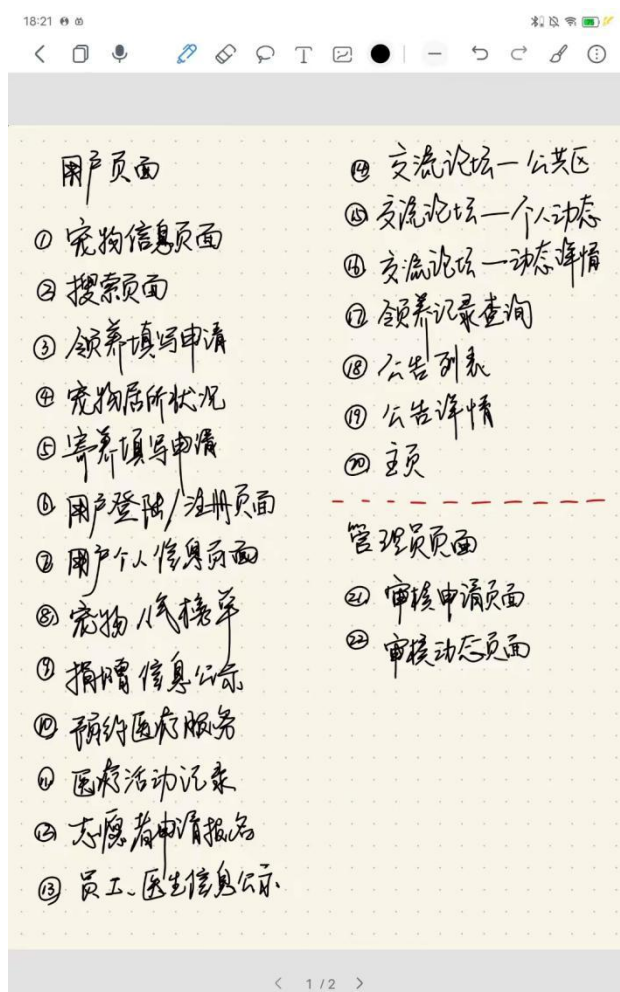 18:21
用户页面
① 宠物信息页面
② 搜索页面
③ 领养填写申请
④ 宠物居所状况
⑤ 寄养填写申请
⑥ 用户登陆/注册页面
⑦ 用户个人信息页面
⑧ 宠物人气榜单
⑨ 捐赠信息公示
⑩ 预约医疗服务
⑪ 医疗活动记录
⑫ 志愿者申请报名
⑬ 员工、医生信息公示
⑭ 交流论坛—公共区
⑮ 交流论坛—个人动态
⑯ 交流论坛—动态详情
⑰ 领养记录查询
⑱ 公告列表
⑲ 公告详情
⑳ 主页
管理员页面
㉑ 审核申请页面
㉒ 审核动态页面
1/2